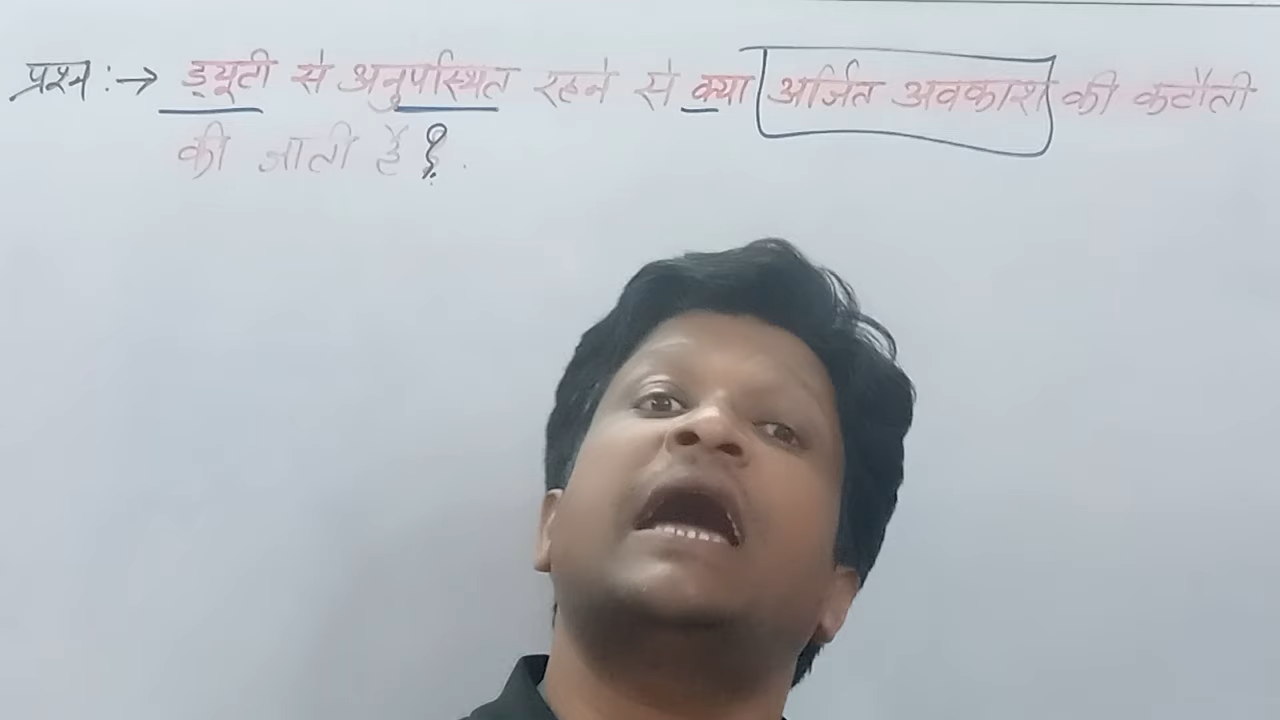 प्रश्न :→ ड्यूटी से अनुपस्थित रहने से क्या अर्जित अवकाश की कटौती
की जाती है ?